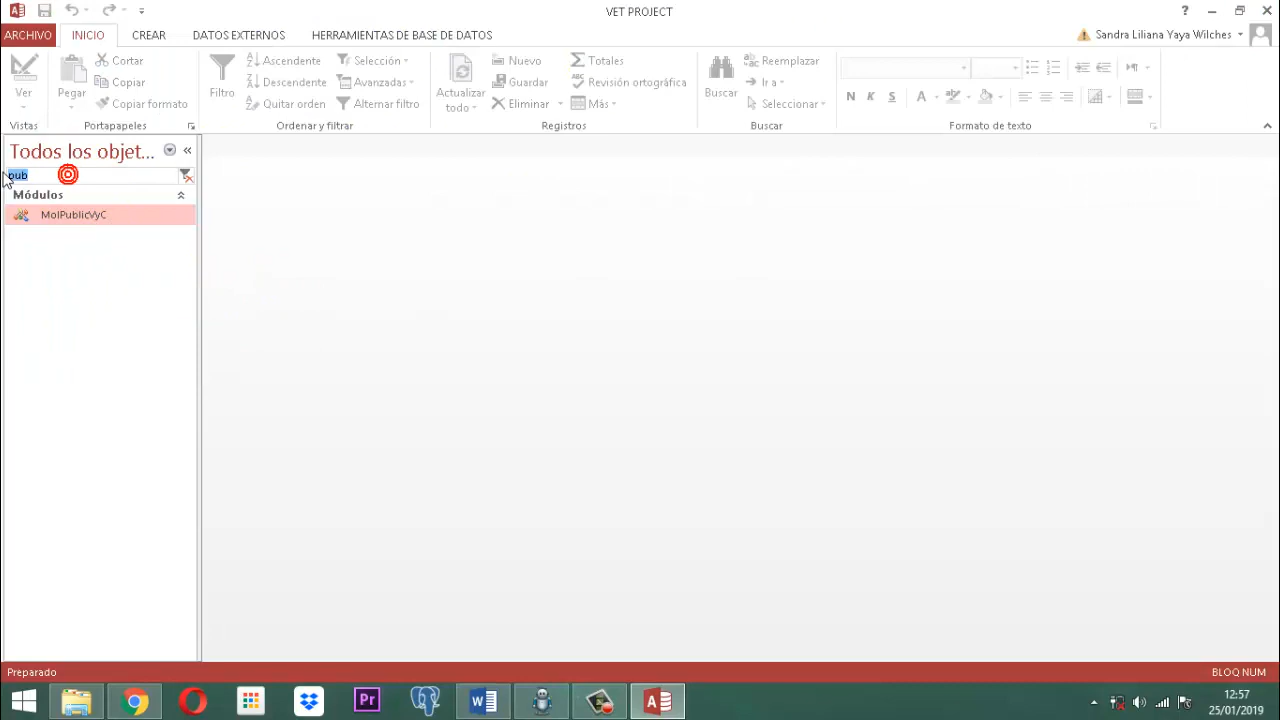 VET PROJECT
?
ARCHIVO INICIO CREAR DATOS EXTERNOS HERRAMIENTAS DE BASE DE DATOS
Sandra Liliana Yaya Wilches
Ver
Pegar
Cortar
Copiar
Copiar formato
Filtro
Ascendente
Descendente
Quitar orden
Selección
Avanzadas
Alternar filtro
Actualizar todo
Nuevo
Guardar
Eliminar
Totales
Revisión ortográfica
Más
Buscar
Reemplazar
Ir a
Seleccionar
N K S A
Vistas Portapapeles Ordenar y filtrar Registros Buscar Formato de texto
Todos los objet... «
pub
Módulos
MolPublicVyC
Preparado
BLOQ NUM
Pr
12:57
25/01/2019